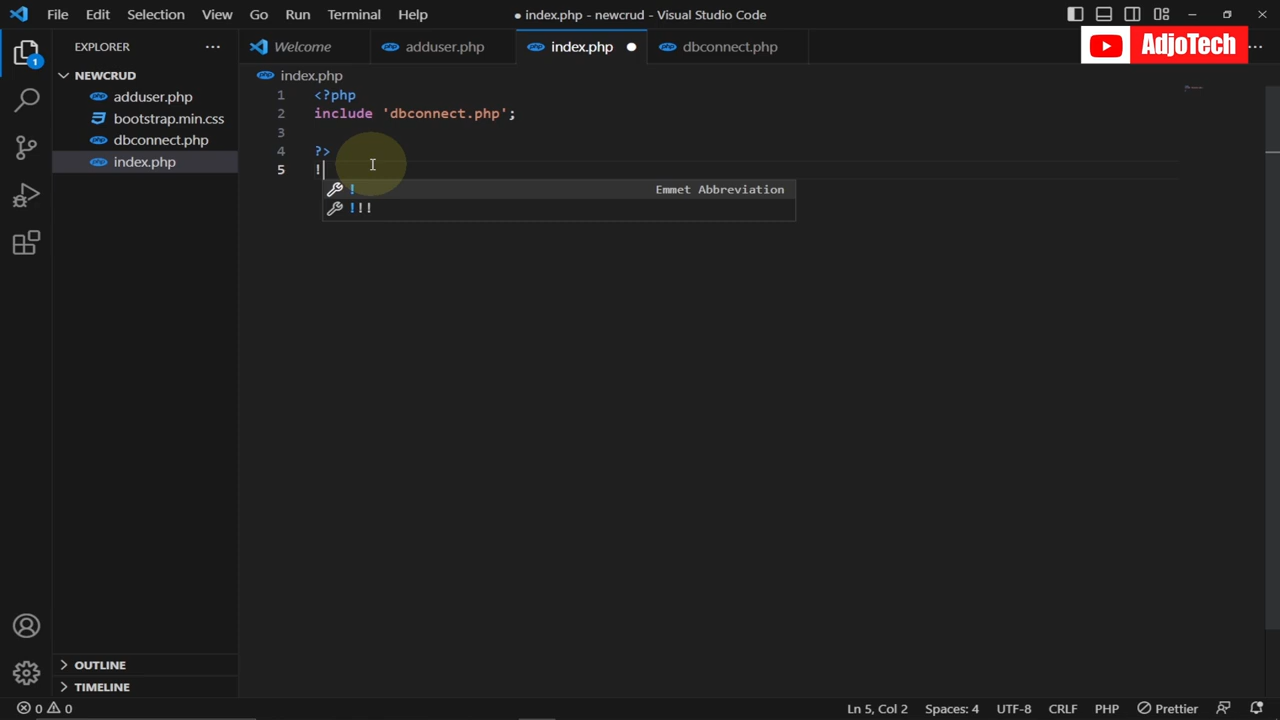 File Edit Selection View Go Run Terminal Help
● index.php - newcrud - Visual Studio Code
EXPLORER
Welcome
adduser.php
index.php
dbconnect.php
AdjoTech
NEWCRUD
adduser.php
bootstrap.min.css
dbconnect.php
index.php
index.php
1 <?php
2 include 'dbconnect.php';
3
4 ?>
5 !
! Emmet Abbreviation
!!!
1
OUTLINE
TIMELINE
0 0
Ln 5, Col 2 Spaces: 4 UTF-8 CRLF PHP Prettier